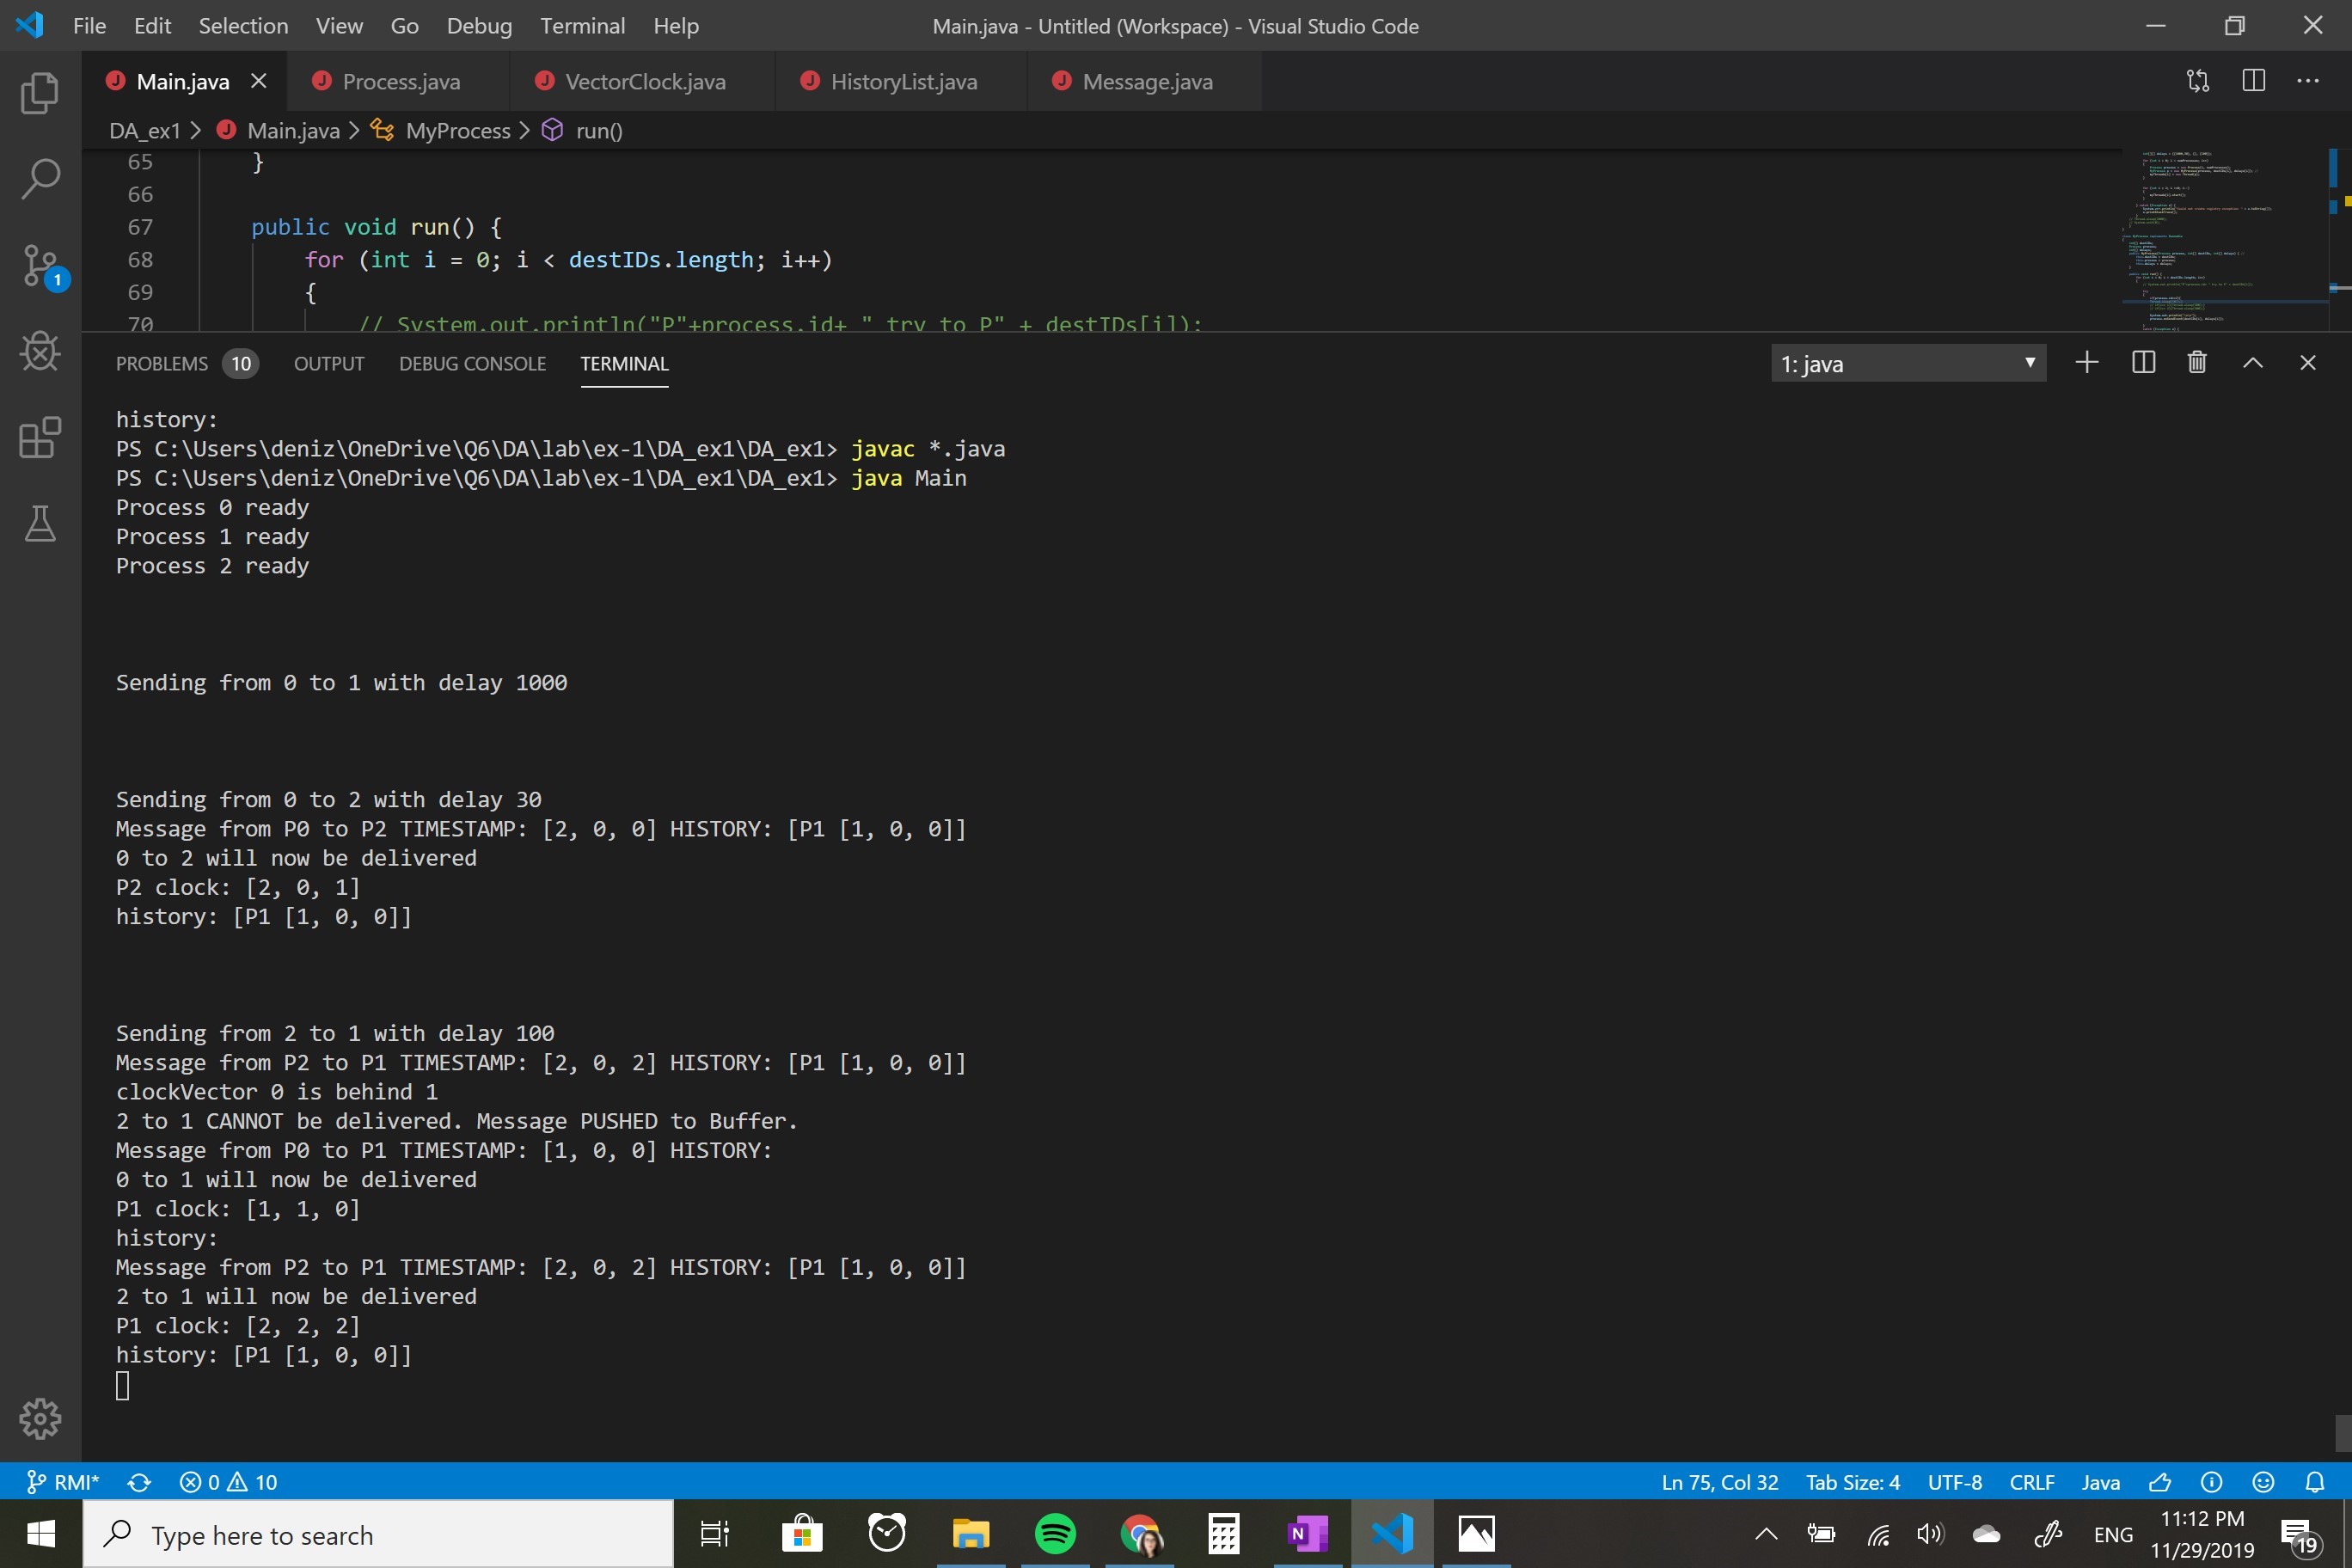 File Edit Selection View Go Debug Terminal Help
Main.java - Untitled (Workspace) - Visual Studio Code
Main.java Process.java VectorClock.java HistoryList.java Message.java
DA_ex1 > Main.java > MyProcess > run()
65 }
66
67 public void run() {
68 for (int i = 0; i < destIDs.length; i++)
69 {
70 // System.out.println("P"+process.id+ " try to P" + destIDs[i]);
PROBLEMS 10 OUTPUT DEBUG CONSOLE TERMINAL 1: java
history:
PS C:\Users\deniz\OneDrive\Q6\DA\lab\ex-1\DA_ex1\DA_ex1> javac *.java
PS C:\Users\deniz\OneDrive\Q6\DA\lab\ex-1\DA_ex1\DA_ex1> java Main
Process 0 ready
Process 1 ready
Process 2 ready
Sending from 0 to 1 with delay 1000
Sending from 0 to 2 with delay 30
Message from P0 to P2 TIMESTAMP: [2, 0, 0] HISTORY: [P1 [1, 0, 0]]
0 to 2 will now be delivered
P2 clock: [2, 0, 1]
history: [P1 [1, 0, 0]]
Sending from 2 to 1 with delay 100
Message from P2 to P1 TIMESTAMP: [2, 0, 2] HISTORY: [P1 [1, 0, 0]]
clockVector 0 is behind 1
2 to 1 CANNOT be delivered. Message PUSHED to Buffer.
Message from P0 to P1 TIMESTAMP: [1, 0, 0] HISTORY:
0 to 1 will now be delivered
P1 clock: [1, 1, 0]
history:
Message from P2 to P1 TIMESTAMP: [2, 0, 2] HISTORY: [P1 [1, 0, 0]]
2 to 1 will now be delivered
P1 clock: [2, 2, 2]
history: [P1 [1, 0, 0]]
1
RMI* 0 10 Ln 75, Col 32 Tab Size: 4 UTF-8 CRLF Java
Type here to search
N
ENG
11:12 PM
11/29/2019
19